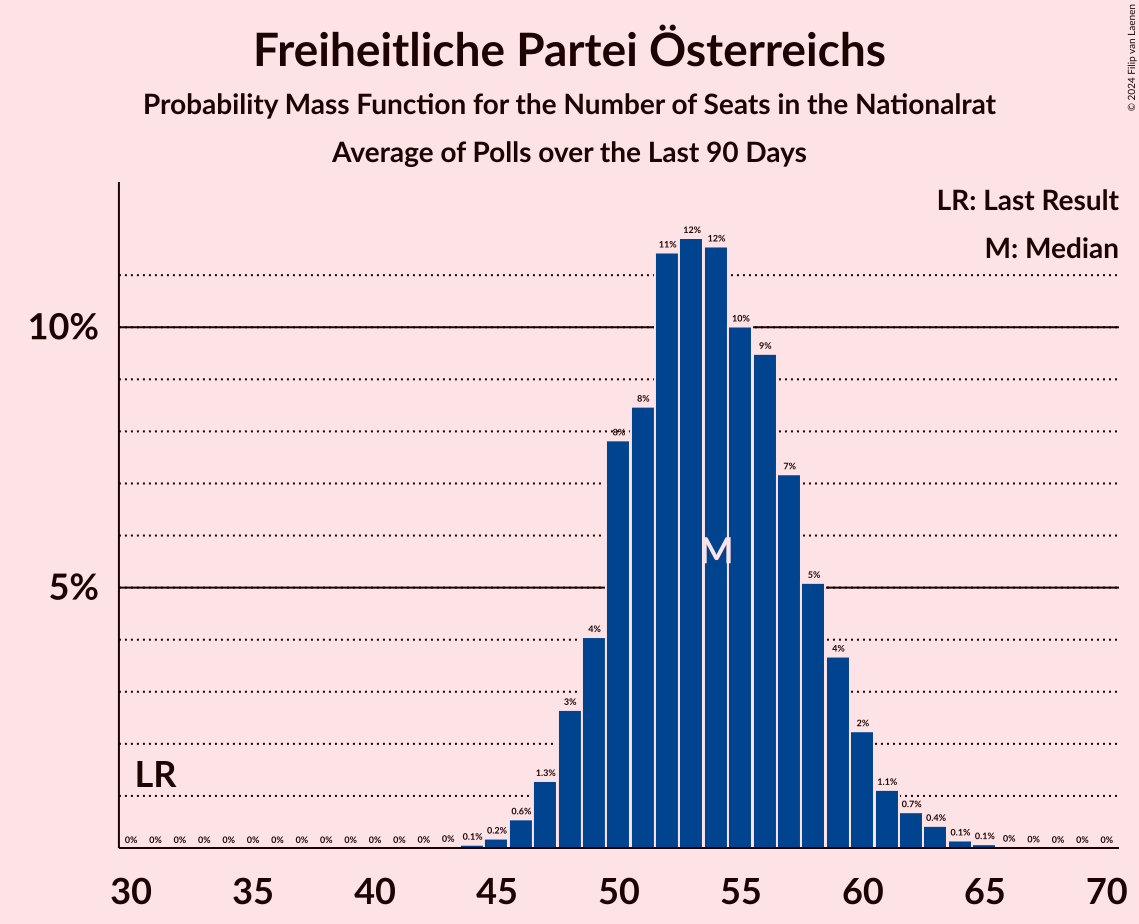 Freiheitliche Partei Österreichs
Probability Mass Function for the Number of Seats in the Nationalrat
Average of Polls over the Last 90 Days
© 2024 Filip van Laenen
LR: Last Result
M: Median
10%
5%
LR
M
0% 0% 0% 0% 0% 0% 0% 0% 0% 0% 0% 0% 0% 0% 0.1% 0.2% 0.6% 1.3% 3% 4% 8% 8% 11% 12% 12% 10% 9% 7% 5% 4% 2% 1.1% 0.7% 0.4% 0.1% 0.1% 0% 0% 0% 0% 0%
30 35 40 45 50 55 60 65 70